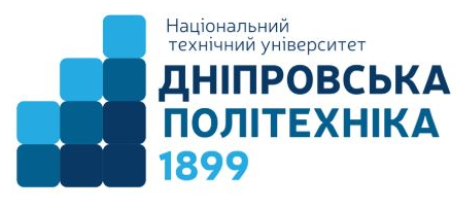 Національний
технічний університет
ДНІПРОВСЬКА
ПОЛІТЕХНІКА
1899